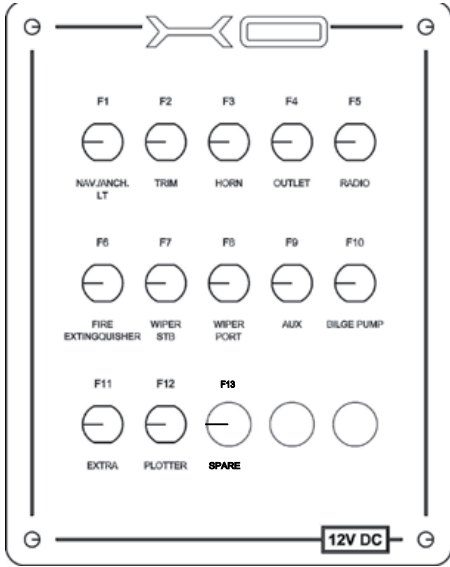 F1 F2 F3 F4 F5
NAV./ANCH. LT TRIM HORN OUTLET RADIO
F6 F7 F8 F9 F10
FIRE EXTINGQUISHER WIPER STB WIPER PORT AUX BILGE PUMP
F11 F12 F13
EXTRA PLOTTER SPARE
12V DC